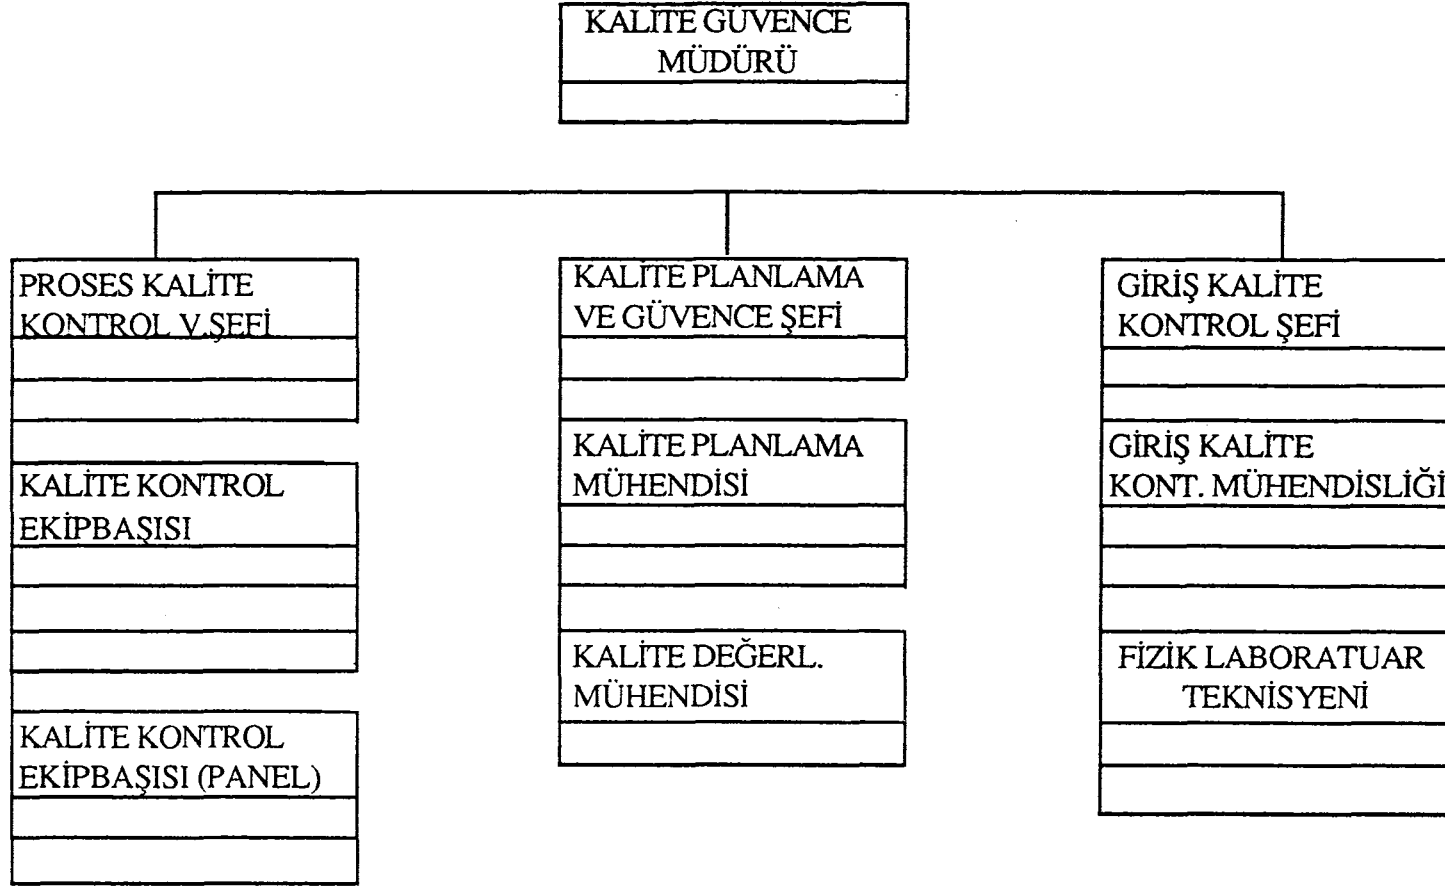 KALİTE GÜVENCE
MÜDÜRÜ
PROSES KALİTE
KONTROL V.ŞEFİ
KALİTE KONTROL
EKİPBAŞISI
KALİTE KONTROL
EKİPBAŞISI (PANEL)
KALİTE PLANLAMA
VE GÜVENCE ŞEFİ
KALİTE PLANLAMA
MÜHENDİSİ
KALİTE DEĞERL.
MÜHENDİSİ
GİRİŞ KALİTE
KONTROL ŞEFİ
GİRİŞ KALİTE
KONT. MÜHENDİSLİĞİ
FİZİK LABORATUAR
TEKNİSYENİ